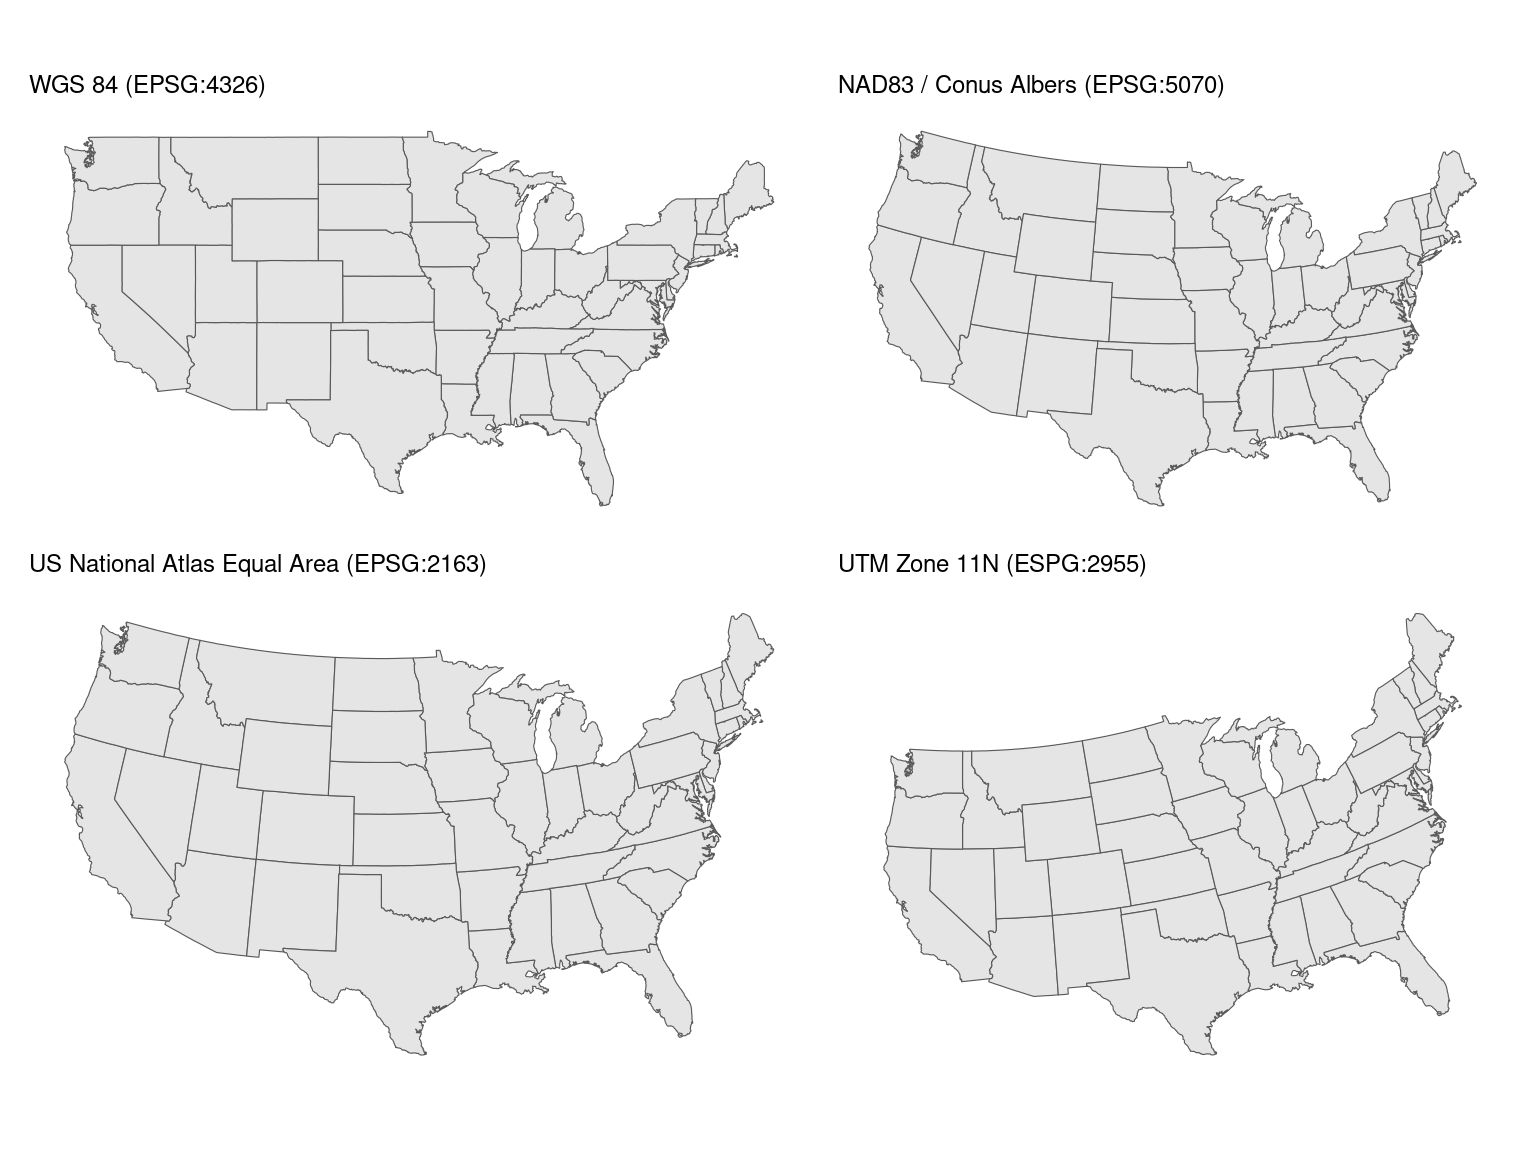 WGS 84 (EPSG:4326)
NAD83 / Conus Albers (EPSG:5070)
US National Atlas Equal Area (EPSG:2163)
UTM Zone 11N (ESPG:2955)